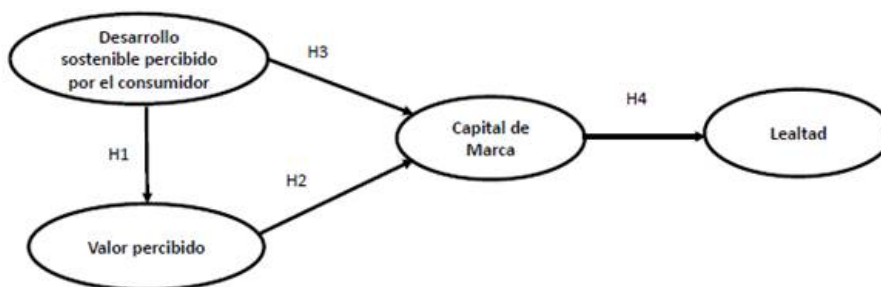 Desarrollo
sostenible percibido
por el consumidor
H3
H4
Capital de
Marca
Lealtad
H1
H2
Valor percibido